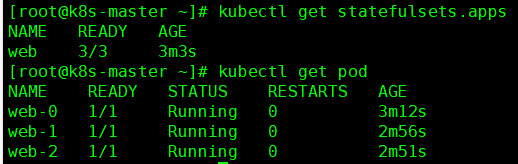 [root@k8s-master ~]# kubectl get statefulsets.apps
NAME   READY   AGE
web    3/3     3m3s
[root@k8s-master ~]# kubectl get pod
NAME    READY   STATUS    RESTARTS   AGE
web-0   1/1     Running   0          3m12s
web-1   1/1     Running   0          2m56s
web-2   1/1     Running   0          2m51s